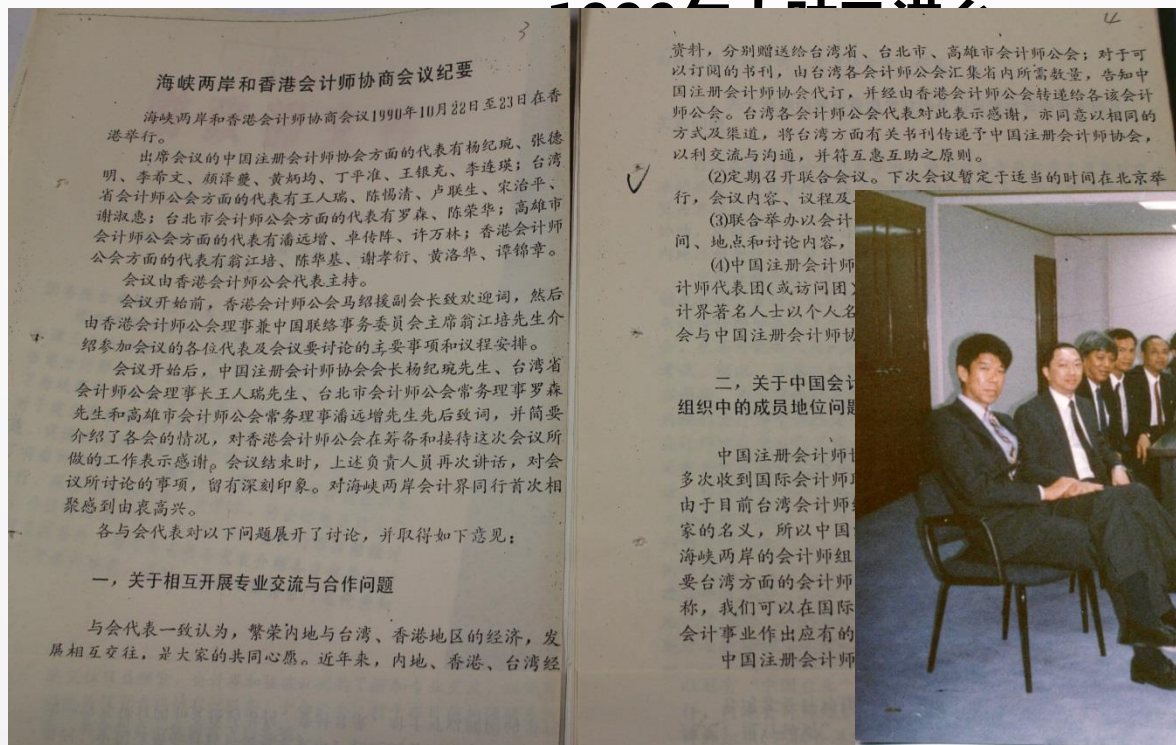 3
海峡两岸和香港会计师协商会议纪要
海峡两岸和香港会计师协商会议1990年10月22日至23日在香
港举行。
出席会议的中国注册会计师协会方面的代表有杨纪琬、张德
明、李希文、颜泽夔、黄炳均、丁平准、王银充、李连瑛；台湾
省会计师公会方面的代表有王人瑞、陈惕清、卢联生、宋治平、
谢淑惠；台北市会计师公会方面的代表有罗森、陈荣华；高雄市
会计师公会方面的代表有潘远增、卓传阵、许万林；香港会计师
公会方面的代表有翁江培、陈华基、谢孝衍、黄洛华、谭锦章。
会议由香港会计师公会代表主持。
会议开始前，香港会计师公会马绍援副会长致欢迎词，然后
由香港会计师公会理事兼中国联络事务委员会主席翁江培先生介
绍参加会议的各位代表及会议要讨论的主要事项和议程安排。
会议开始后，中国注册会计师协会会长杨纪琬先生、台湾省
会计师公会理事长王人瑞先生、台北市会计师公会常务理事罗森
先生和高雄市会计师公会常务理事潘远增先生先后致词，并简要
介绍了各会的情况，对香港会计师公会在筹备和接待这次会议所
做的工作表示感谢。会议结束时，上述负责人员再次讲话，对会
议所讨论的事项，留有深刻印象。对海峡两岸会计界同行首次相
聚感到由衷高兴。
各与会代表对以下问题展开了讨论，并取得如下意见：
一，关于相互开展专业交流与合作问题
与会代表一致认为，繁荣内地与台湾、香港地区的经济，发
展相互交往，是大家的共同心愿。近年来，内地、香港、台湾经
4
资料，分别赠送给台湾省、台北市、高雄市会计师公会；对于可
以订阅的书刊，由台湾各会计师公会汇集省内所需数量，告知中
国注册会计师协会代订，并经由香港会计师公会转递给各该会计
师公会。台湾各会计师公会代表对此表示感谢，亦同意以相同的
方式及渠道，将台湾方面有关书刊传递予中国注册会计师协会，
以利交流与沟通，并符互惠互助之原则。
(2)定期召开联合会议。下次会议暂定于适当的时间在北京举
行，会议内容、议程及
(3)联合举办以会计
间、地点和讨论内容，
(4)中国注册会计师
计师代表团(或访问团)
计界著名人士以个人名
会与中国注册会计师协
二，关于中国会计
组织中的成员地位问题
中国注册会计师协
多次收到国际会计师联
由于目前台湾会计师
家的名义，所以中国
海峡两岸的会计师组
要台湾方面的会计师
称，我们可以在国际
会计事业作出应有的
中国注册会计师